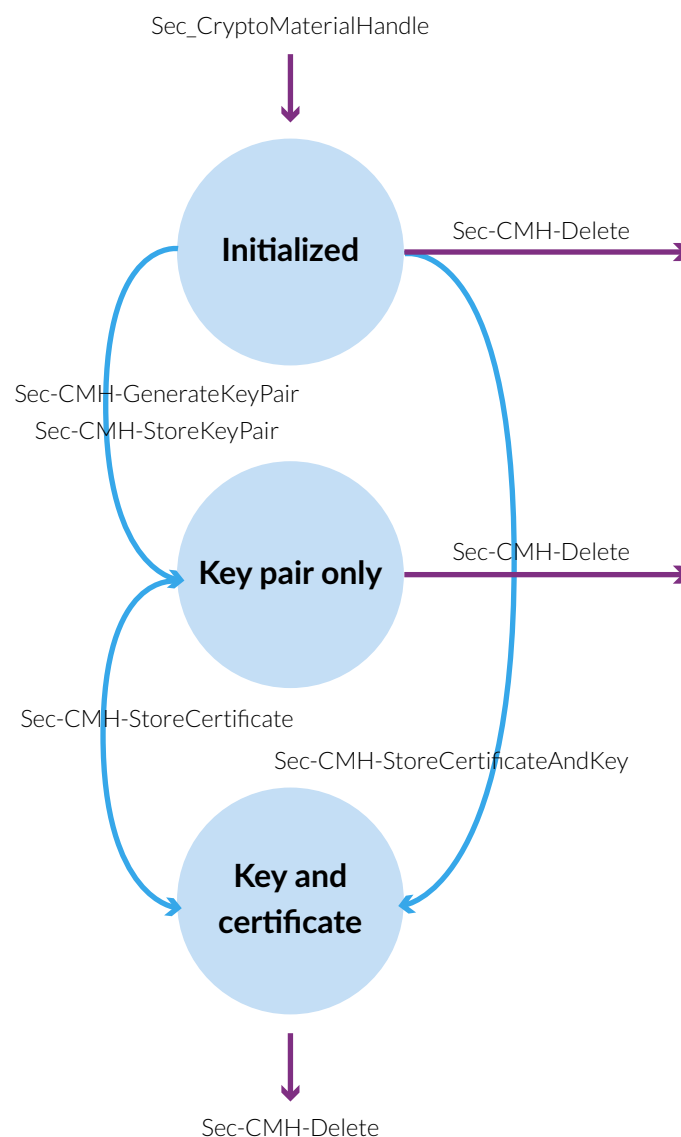 Sec_CryptoMaterialHandle
Initialized
Sec-CMH-Delete
Sec-CMH-GenerateKeyPair
Sec-CMH-StoreKeyPair
Key pair only
Sec-CMH-Delete
Sec-CMH-StoreCertificate
Sec-CMH-StoreCertificateAndKey
Key and
certificate
Sec-CMH-Delete